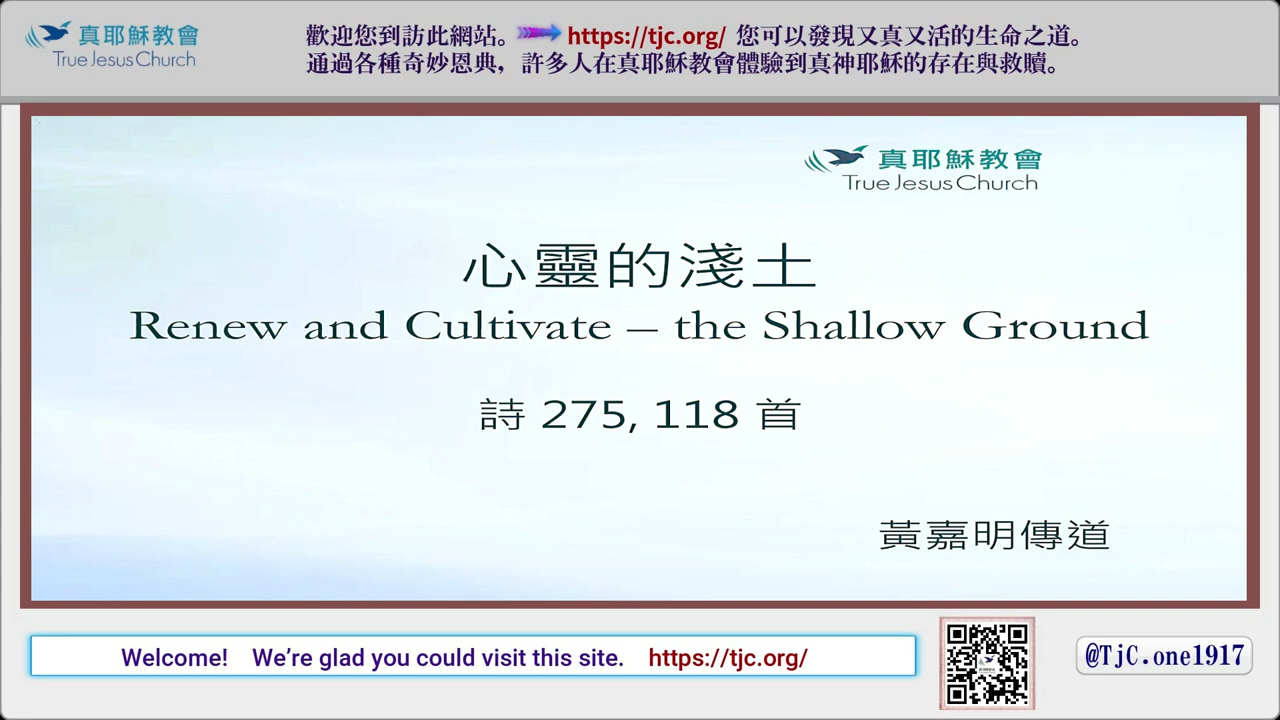 真耶穌教會
True Jesus Church
歡迎您到訪此網站。 https://tjc.org/ 您可以發現又真又活的生命之道。
通過各種奇妙恩典，許多人在真耶穌教會體驗到真神耶穌的存在與救贖。
真耶穌教會
True Jesus Church
心靈的淺土
Renew and Cultivate – the Shallow Ground
詩 275, 118 首
黃嘉明傳道
Welcome! We're glad you could visit this site. https://tjc.org/
@TjC.one1917